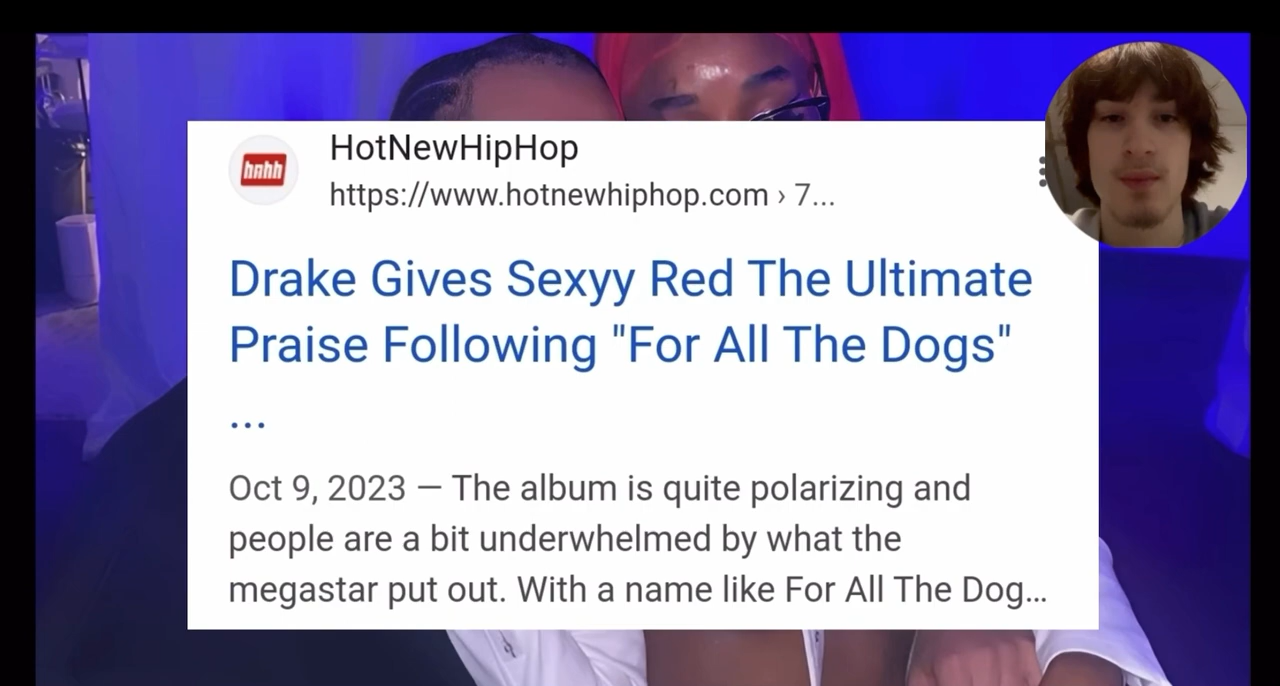 HotNewHipHop
hnhh
https://www.hotnewhiphop.com › 7...
Drake Gives Sexyy Red The Ultimate
Praise Following "For All The Dogs"
...
Oct 9, 2023 — The album is quite polarizing and
people are a bit underwhelmed by what the
megastar put out. With a name like For All The Dog...